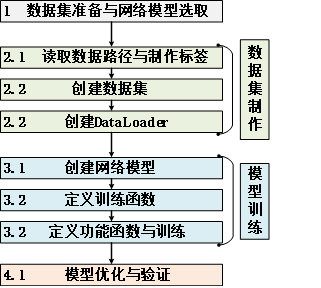 1 数据集准备与网络模型选取
2.1 读取数据路径与制作标签
2.2 创建数据集
2.2 创建DataLoader
数据集制作
3.1 创建网络模型
3.2 定义训练函数
3.2 定义功能函数与训练
模型训练
4.1 模型优化与验证